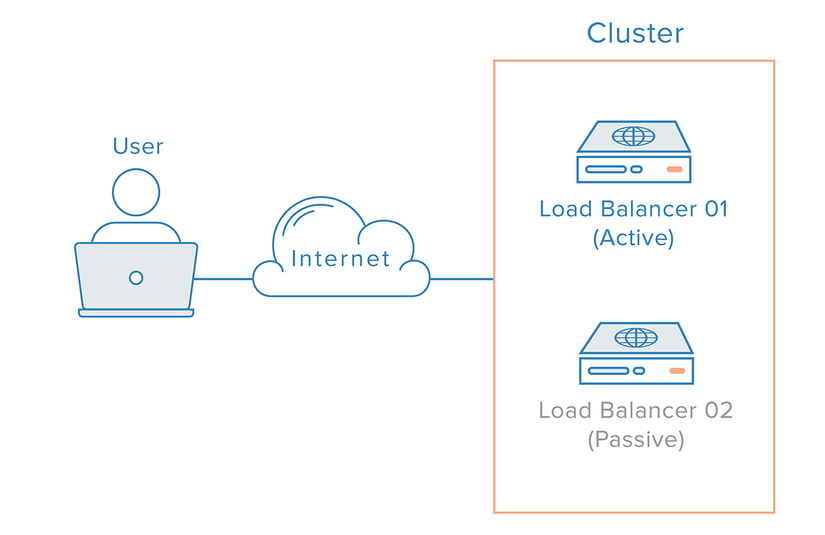 Cluster
User
Internet
Load Balancer 01
(Active)
Load Balancer 02
(Passive)